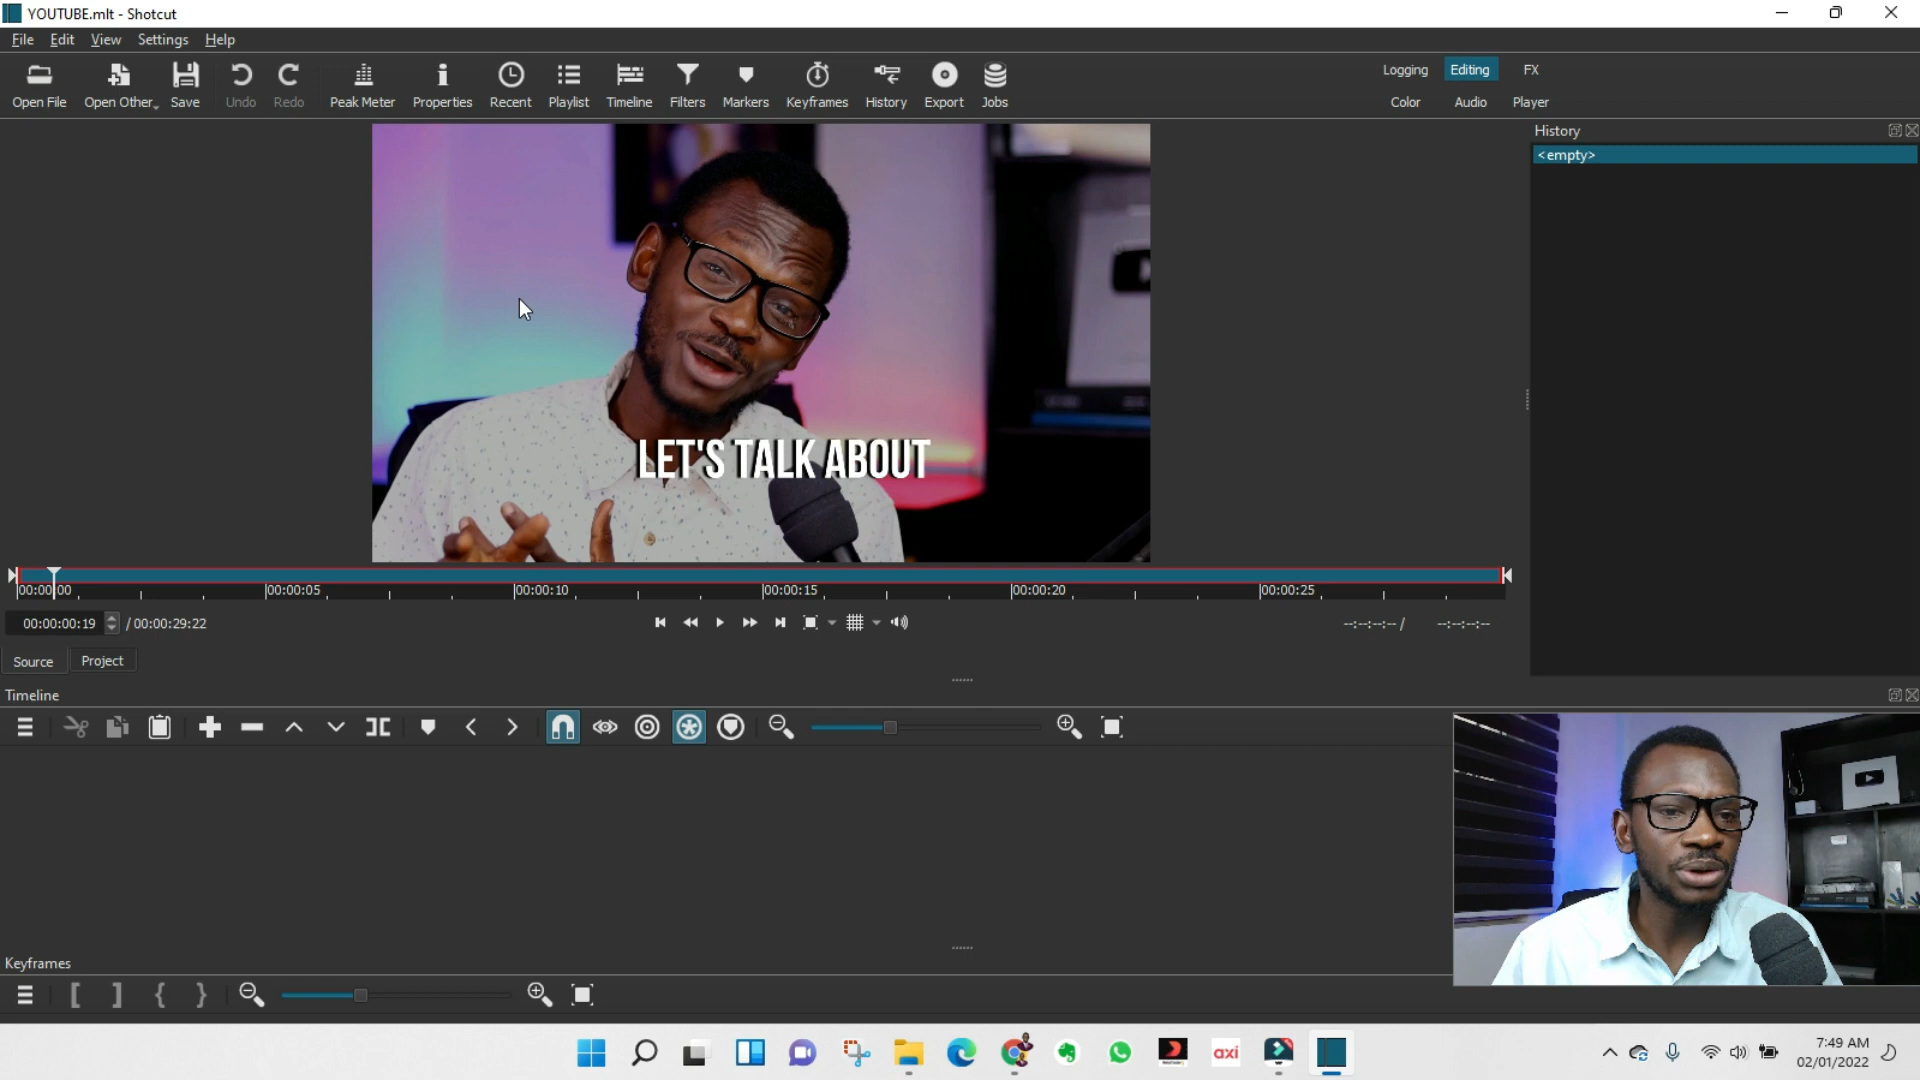 YOUTUBE.mlt - Shotcut
File Edit View Settings Help
Open File Open Other Save Undo Redo Peak Meter Properties Recent Playlist Timeline Filters Markers Keyframes History Export Jobs
Logging Editing FX
Color Audio Player
History
<empty>
LET'S TALK ABOUT
00:00:00 00:00:05 00:00:10 00:00:15 00:00:20 00:00:25
00:00:00:19 / 00:00:29:22 --:--:--:-- / --:--:--:--
Source Project
Timeline
Keyframes
axi
7:49 AM
02/01/2022